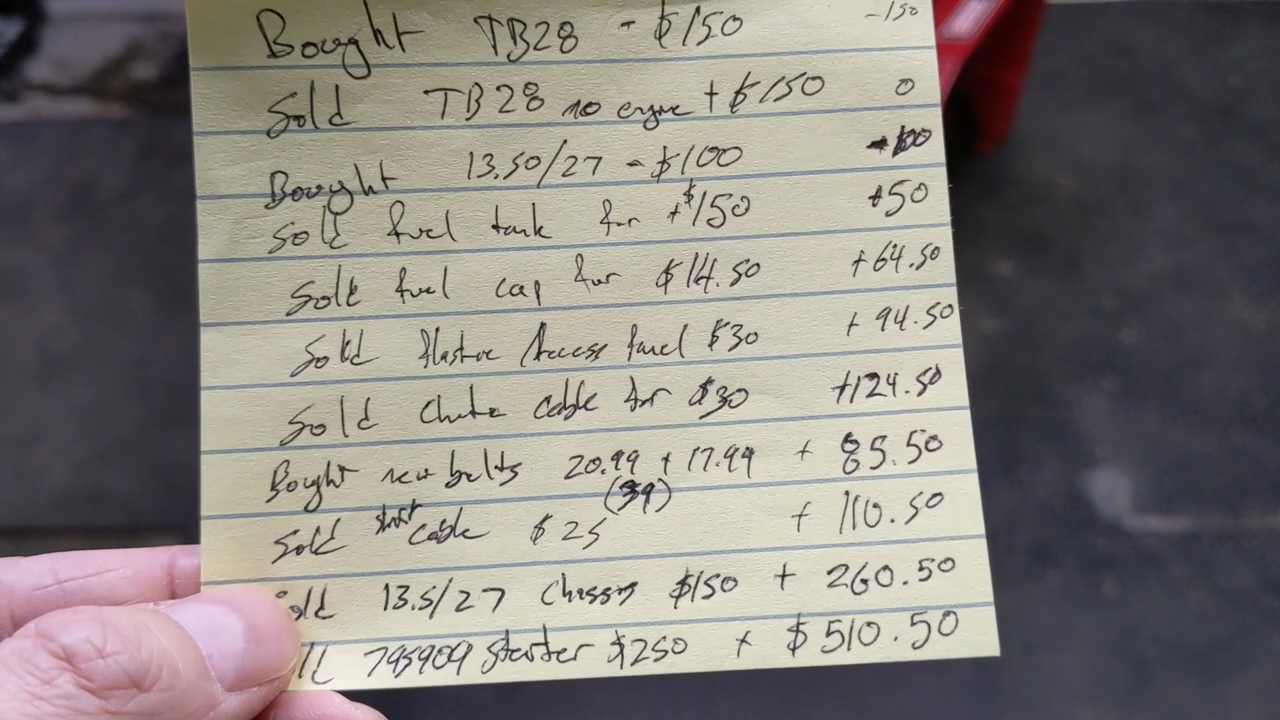 Bought TB28 - $150 -150
Sold TB28 no engine + $150 0
Bought 13.50/27 - $100 -100
Sold fuel tank for +$150 +50
Sold fuel cap for $14.50 +64.50
Sold Plastic Access Panel $30 + 94.50
Sold Chute cable for $30 +124.50
Bought new belts 20.99 + 17.99 + 85.50
(39)
Sold cable $25 + 110.50
Sold 13.5/27 Chassis $150 + 260.50
795909 Starter $250 + $510.50